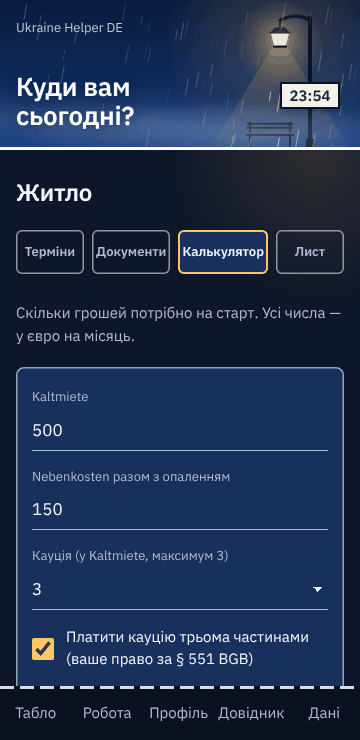 Ukraine Helper DE
Куди вам
сьогодні?
23:54
Житло
Терміни
Документи
Калькулятор
Лист
Скільки грошей потрібно на старт. Усі числа —
у євро на місяць.
Kaltmiete
500
Nebenkosten разом з опаленням
150
Кауція (у Kaltmiete, максимум 3)
3
Платити кауцію трьома частинами
(ваше право за § 551 BGB)
Табло
Робота
Профіль
Довідник
Дані